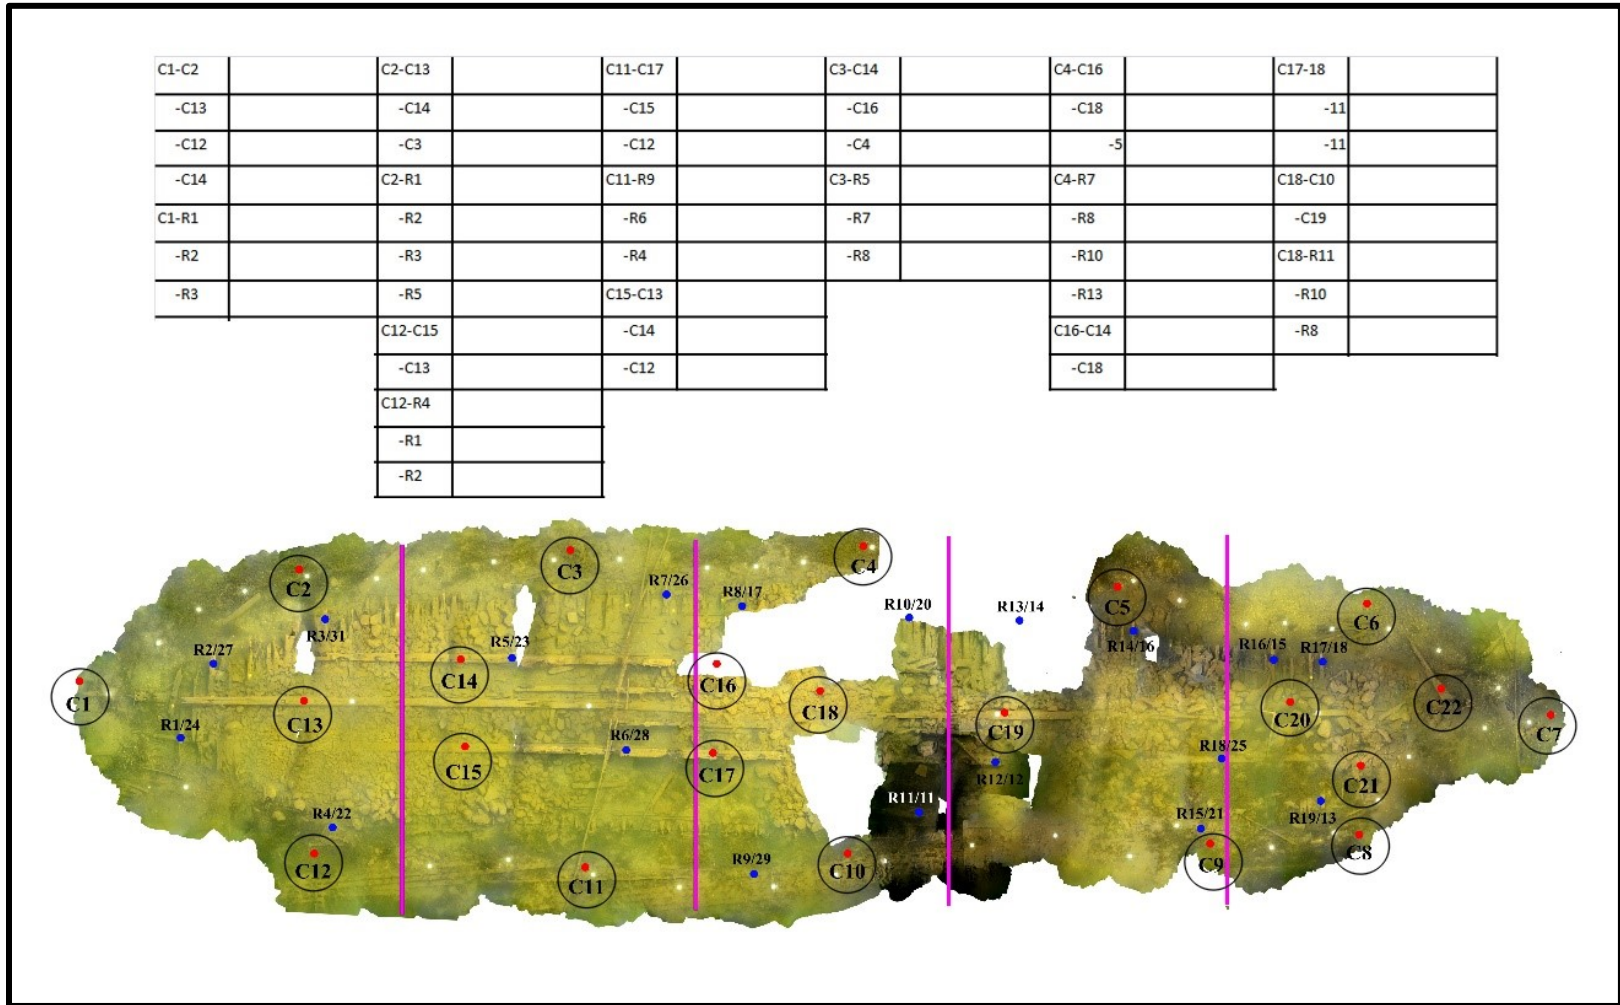 C1-C2 C2-C13 C11-C17 C3-C14 C4-C16 C17-18
-C13 -C14 -C15 -C16 -C18 -11
-C12 -C3 -C12 -C4 -5 -11
-C14 C2-R1 C11-R9 C3-R5 C4-R7 C18-C10
C1-R1 -R2 -R6 -R7 -R8 -C19
-R2 -R3 -R4 -R8 -R10 C18-R11
-R3 -R5 C15-C13 -R13 -R10
C12-C15 -C14 C16-C14 -R8
-C13 -C12 -C18
C12-R4
-R1
-R2
C4
C3
C2 R7/26 C5
R8/17 R10/20 R13/14 C6
R3/31 R5/23 R14/16 R16/15 R17/18
R2/27
C1 C13 C14 C16 C18 C19 C20 C22 C7
R1/24 R6/28 R18/25
C15 C17 R12/12 C21
R4/22 R11/11 R15/21 R19/13
C12 C11 R9/29 C10 C9 C8